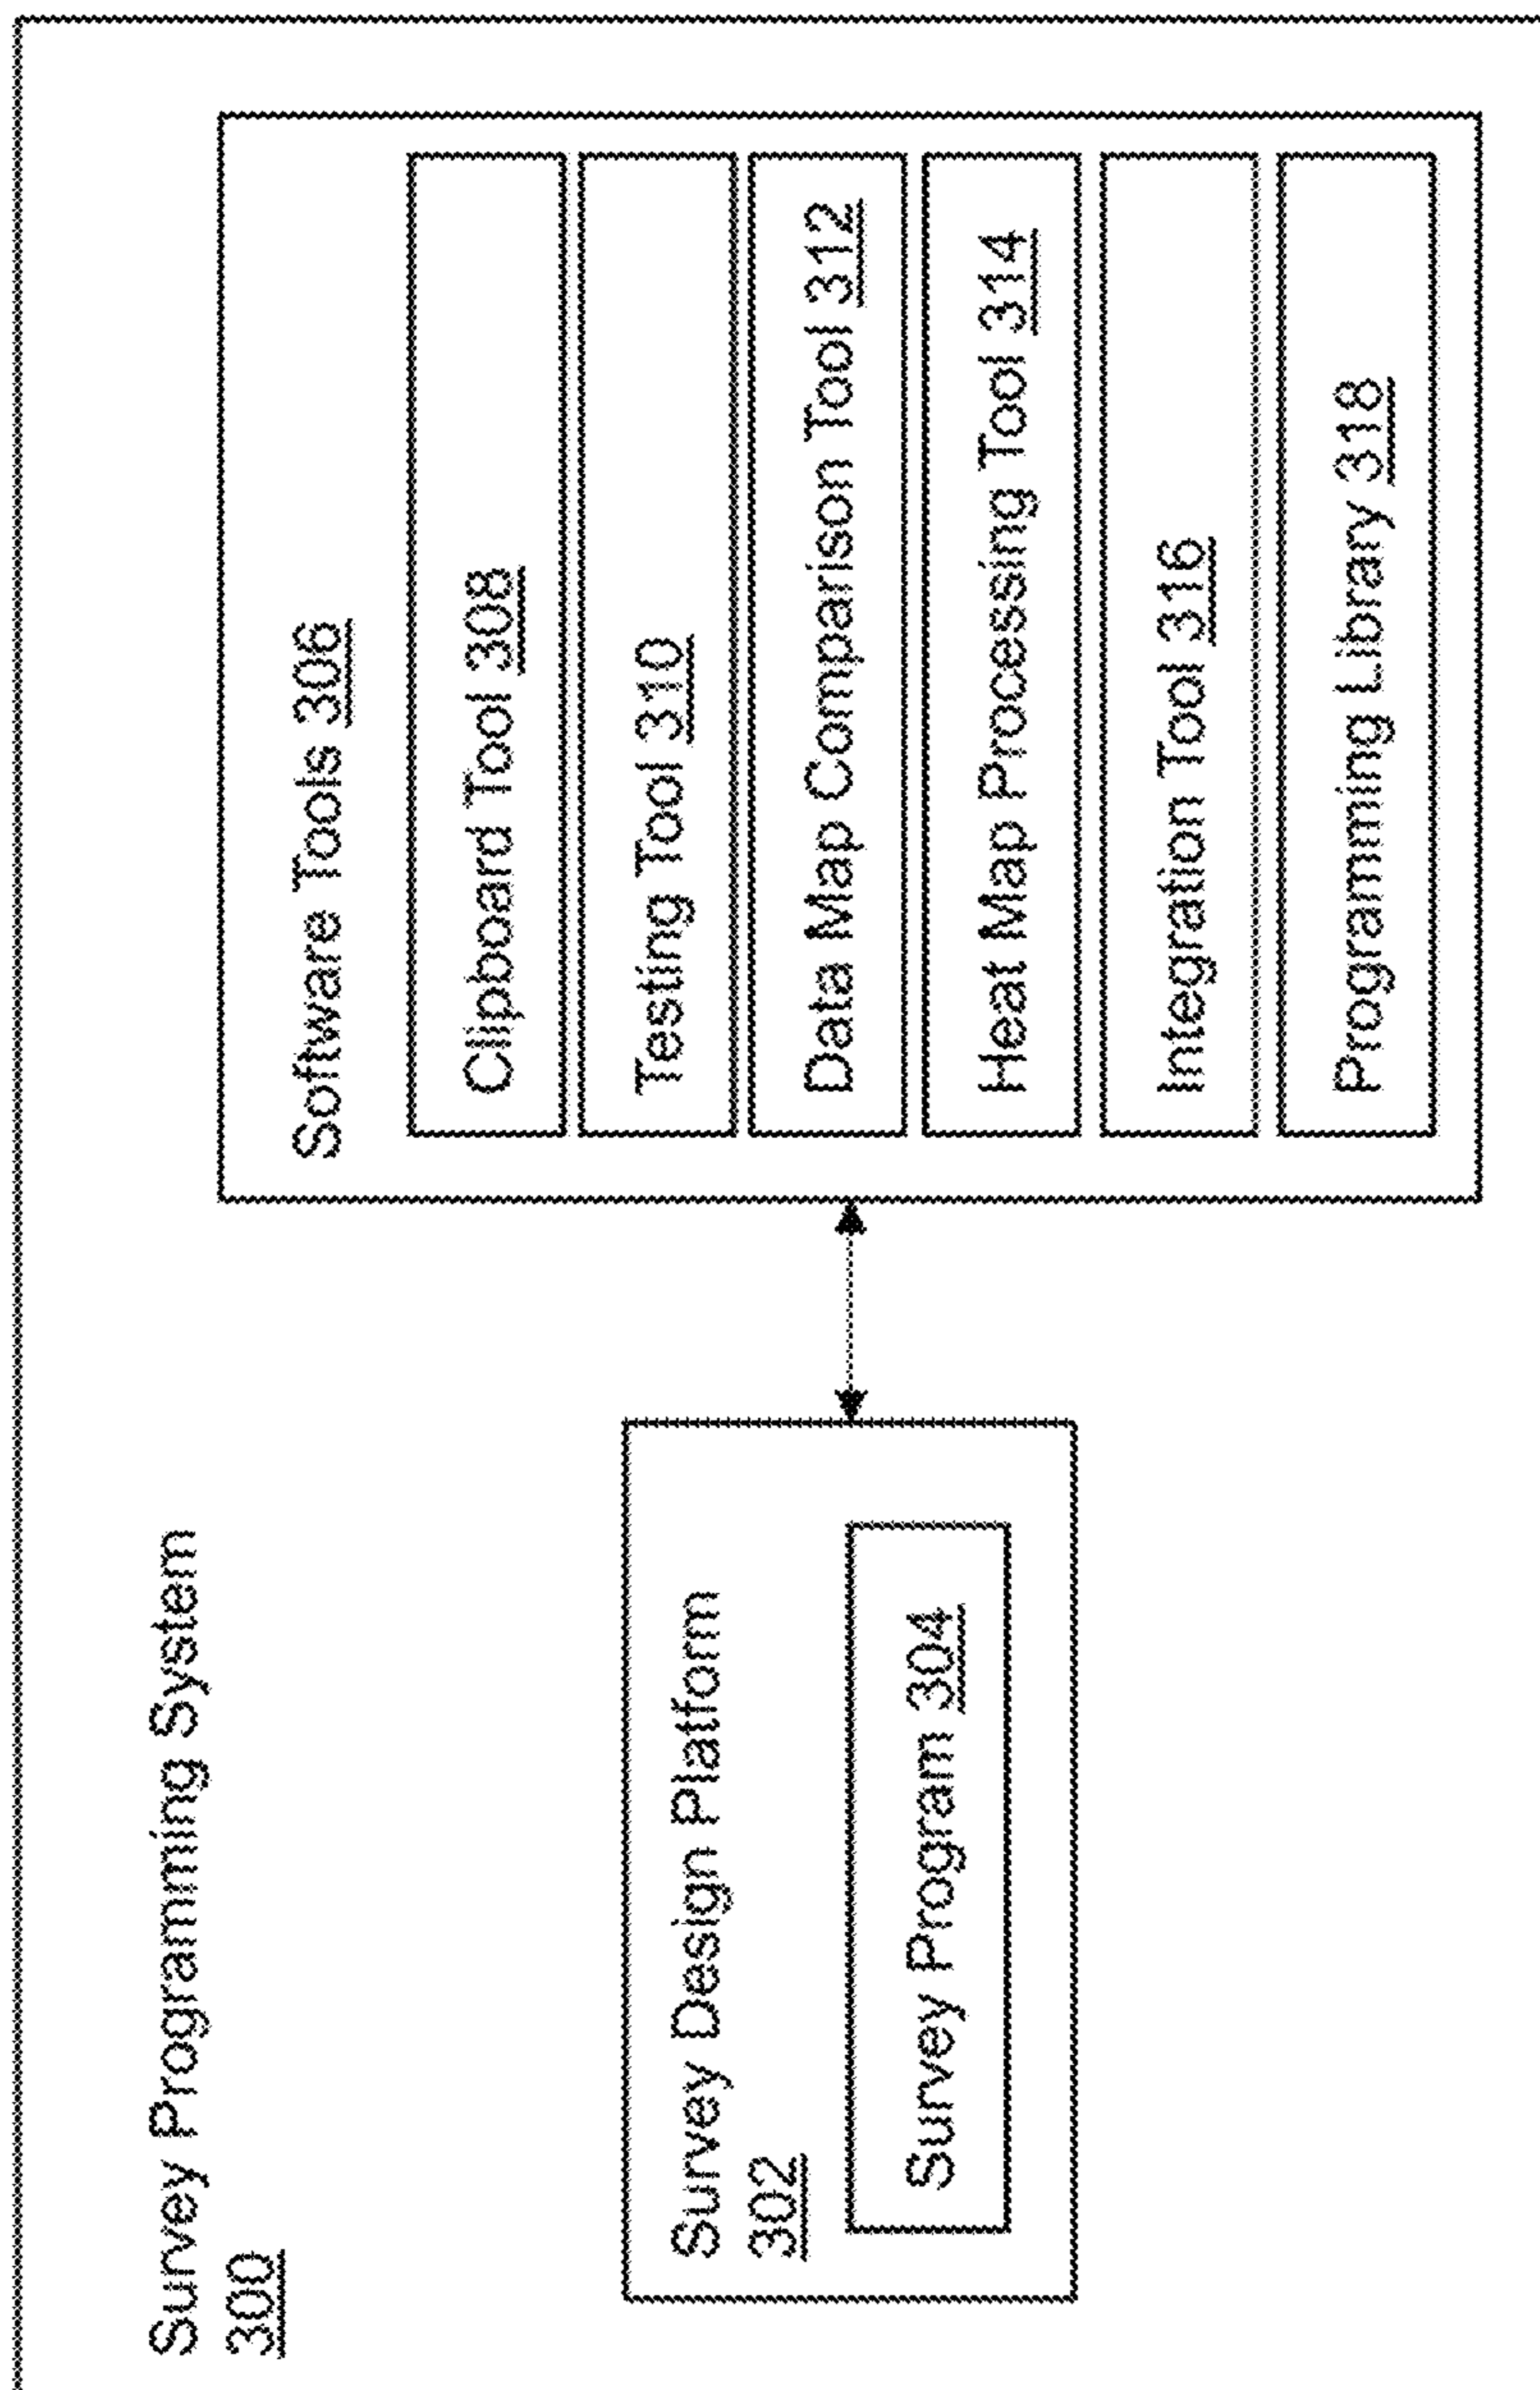 Survey Programming System
300
Survey Design Platform
302
Survey Program 304
Software Tools 306
Clipboard Tool 308
Testing Tool 310
Data Map Comparison Tool 312
Heat Map Processing Tool 314
Integration Tool 316
Programming Library 318